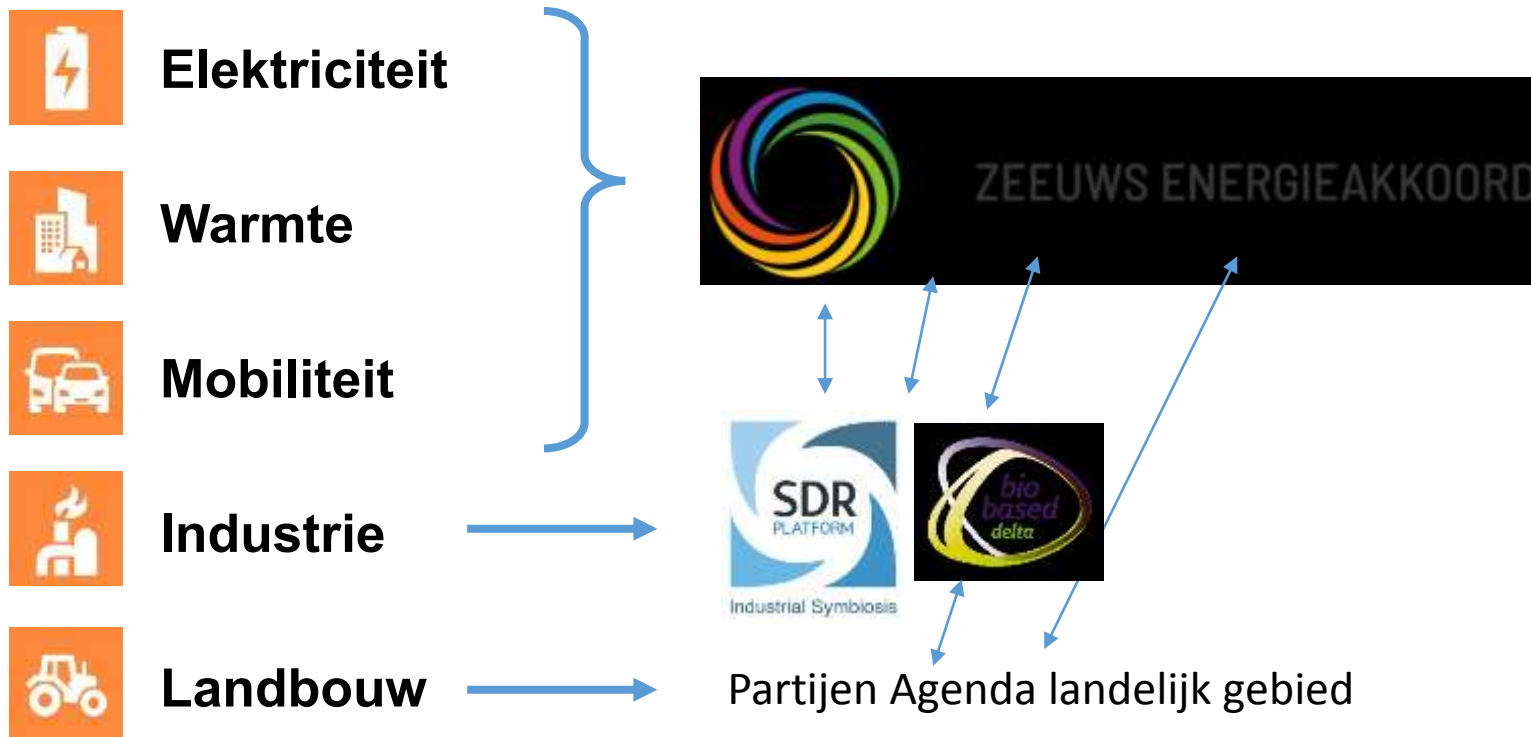 Elektriciteit
ZEEUWS ENERGIEAKKOORD
Warmte
Mobiliteit
SDR
PLATFORM
Industrial Symbiosis
bio
based
delta
Industrie
Landbouw
Partijen Agenda landelijk gebied